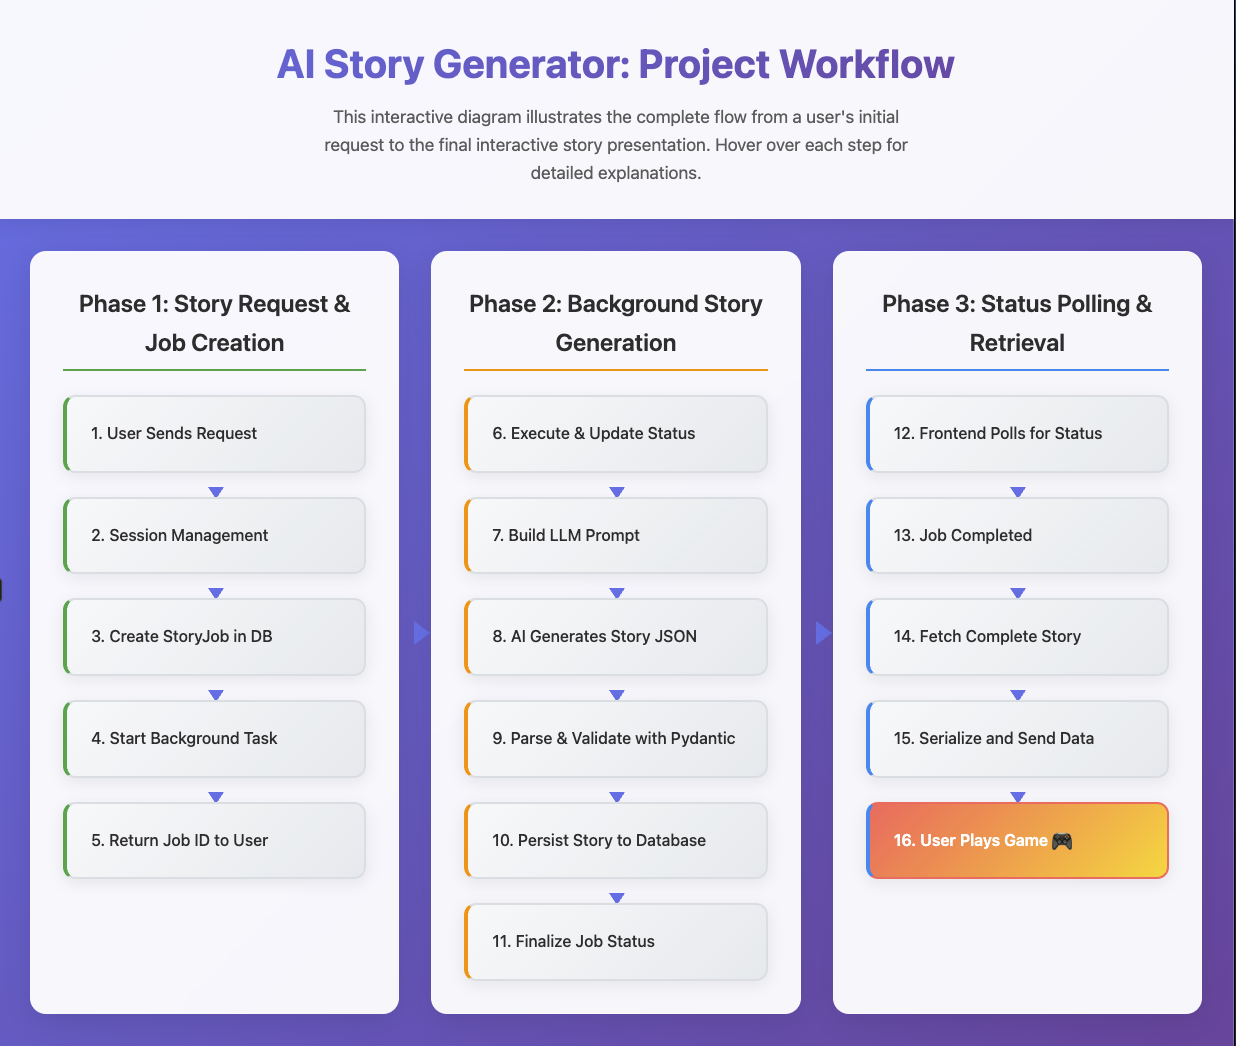 AI Story Generator: Project Workflow
This interactive diagram illustrates the complete flow from a user's initial
request to the final interactive story presentation. Hover over each step for
detailed explanations.
Phase 1: Story Request &
Job Creation
1. User Sends Request
2. Session Management
3. Create StoryJob in DB
4. Start Background Task
5. Return Job ID to User
Phase 2: Background Story
Generation
6. Execute & Update Status
7. Build LLM Prompt
8. AI Generates Story JSON
9. Parse & Validate with Pydantic
10. Persist Story to Database
11. Finalize Job Status
Phase 3: Status Polling &
Retrieval
12. Frontend Polls for Status
13. Job Completed
14. Fetch Complete Story
15. Serialize and Send Data
16. User Plays Game 🎮